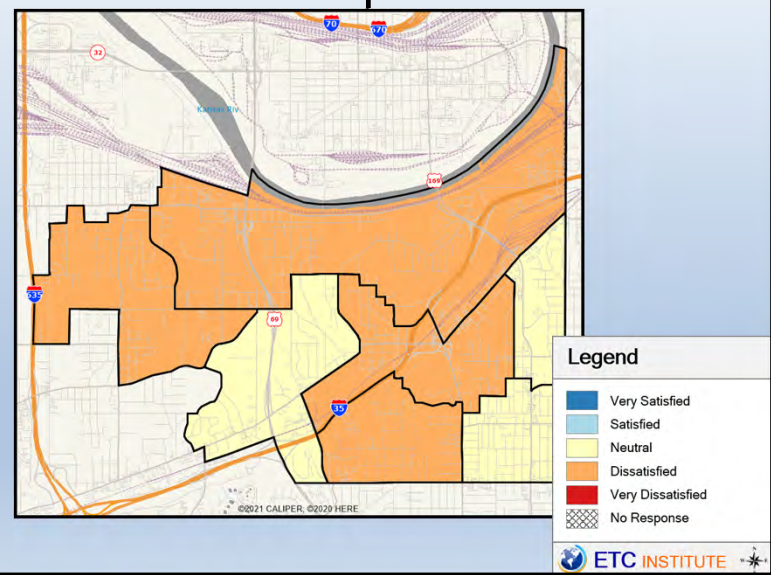 70
670
32
Kansas Riv
169
635
69
35
©2021 CALIPER; ©2020 HERE
Legend
Very Satisfied
Satisfied
Neutral
Dissatisfied
Very Dissatisfied
No Response
ETC INSTITUTE